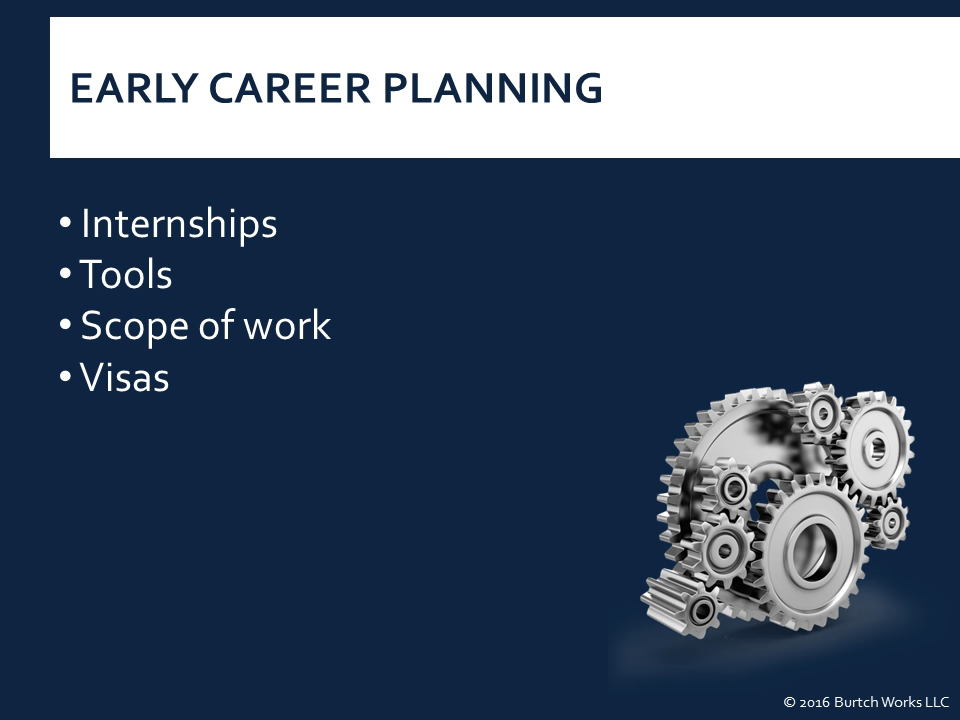 EARLY CAREER PLANNING
• Internships
• Tools
• Scope of work
• Visas
© 2016 Burtch Works LLC